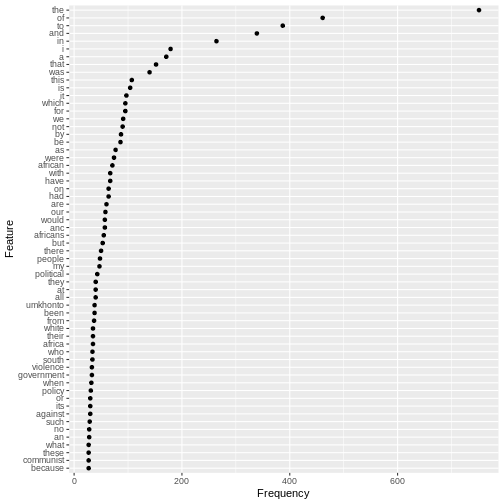 the
of
to
and
in
i
a
that
was
this
is
it
which
for
we
not
by
be
as
were
african
with
have
on
had
are
our
would
anc
africans
but
there
people
my
political
they
at
all
umkhonto
been
from
white
their
africa
who
south
violence
government
when
policy
or
its
against
such
no
an
what
these
communist
because
Feature
0 200 400 600
Frequency